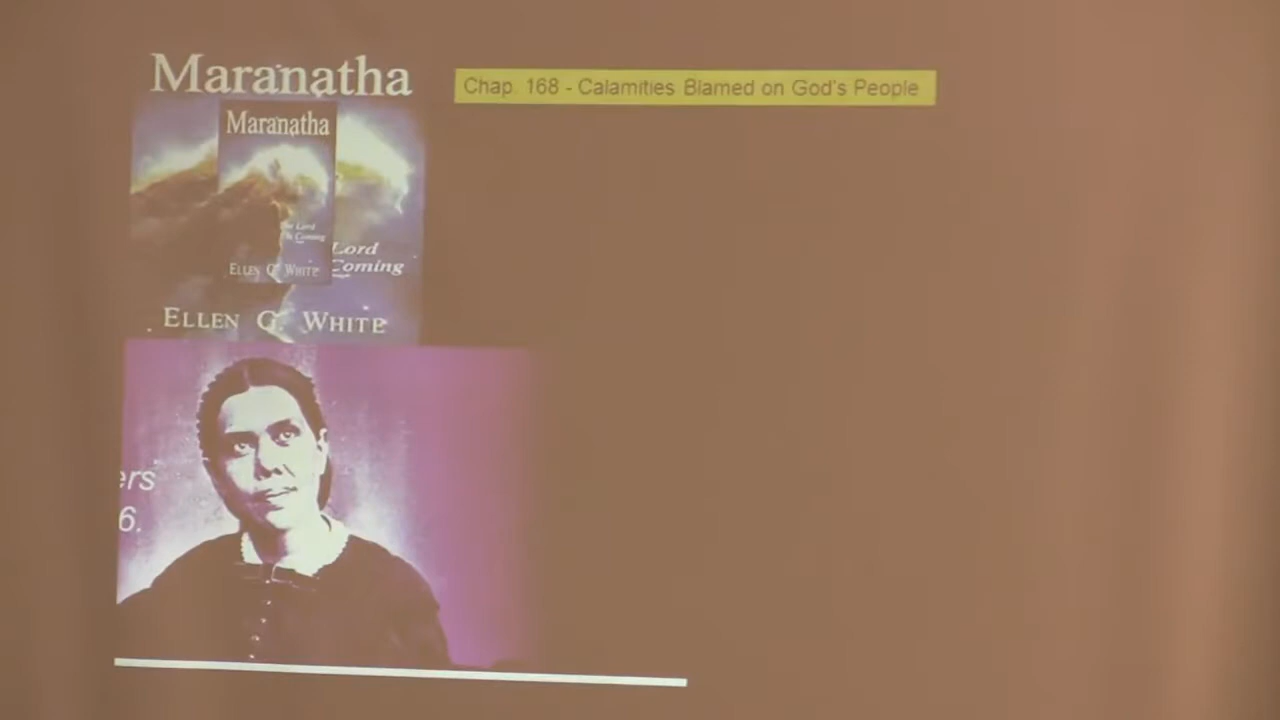 Maranatha
Chap. 168 - Calamities Blamed on God's People
Maranatha
The Lord
Is Coming
ELLEN G. WHITE
Lord
Coming
ELLEN G. WHITE
ers
6.